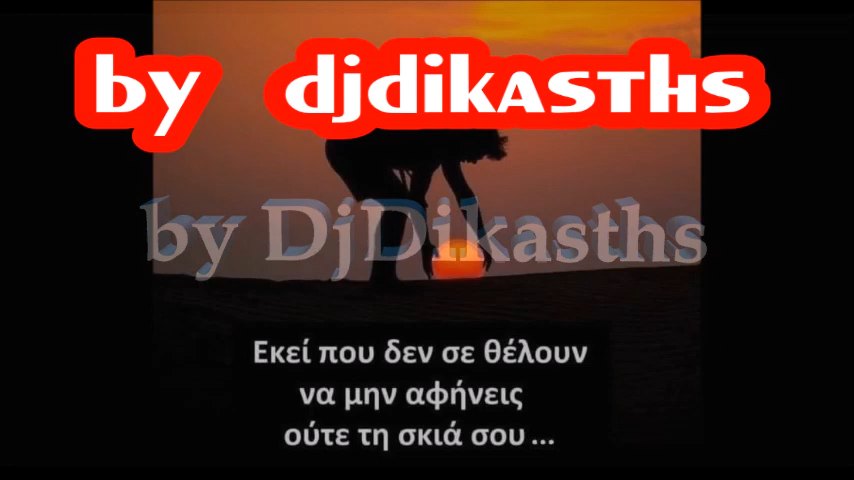 by djdikasths
by DjDikasths
Εκεί που δεν σε θέλουν
να μην αφήνεις
ούτε τη σκιά σου ...